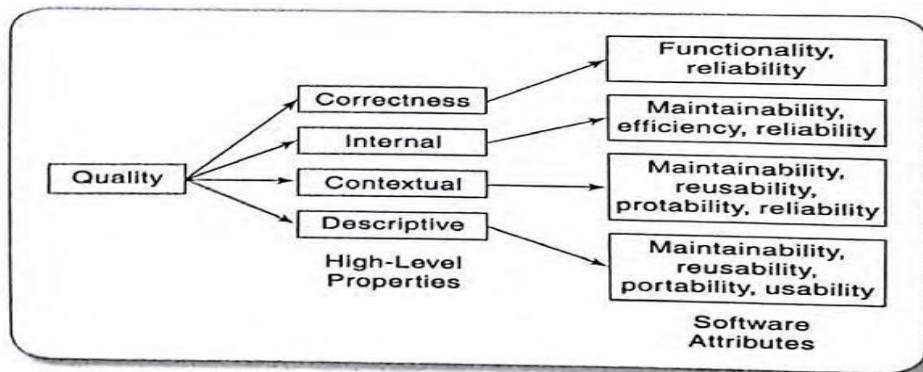 Quality
Correctness
Internal
Contextual
Descriptive
High-Level
Properties
Functionality,
reliability
Maintainability,
efficiency, reliability
Maintainability,
reusability,
protability, reliability
Maintainability,
reusability,
portability, usability
Software
Attributes